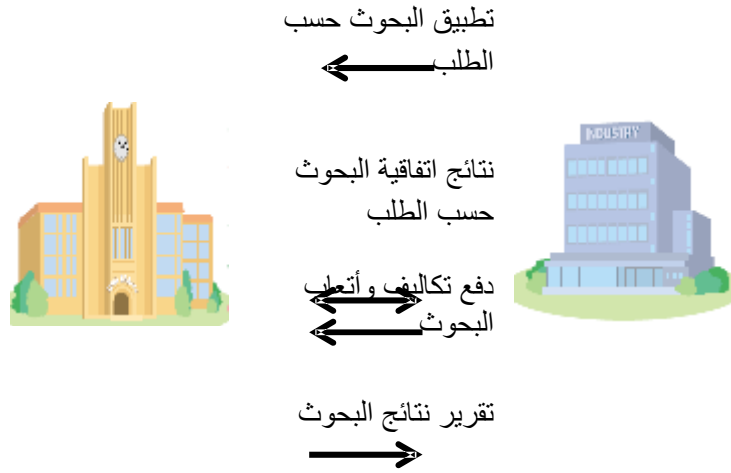 تطبيق البحوث حسب
الطلب
INDUSTRY
نتائج اتفاقية البحوث
حسب الطلب
دفع تكاليف وأتعاب
البحوث
تقرير نتائج البحوث